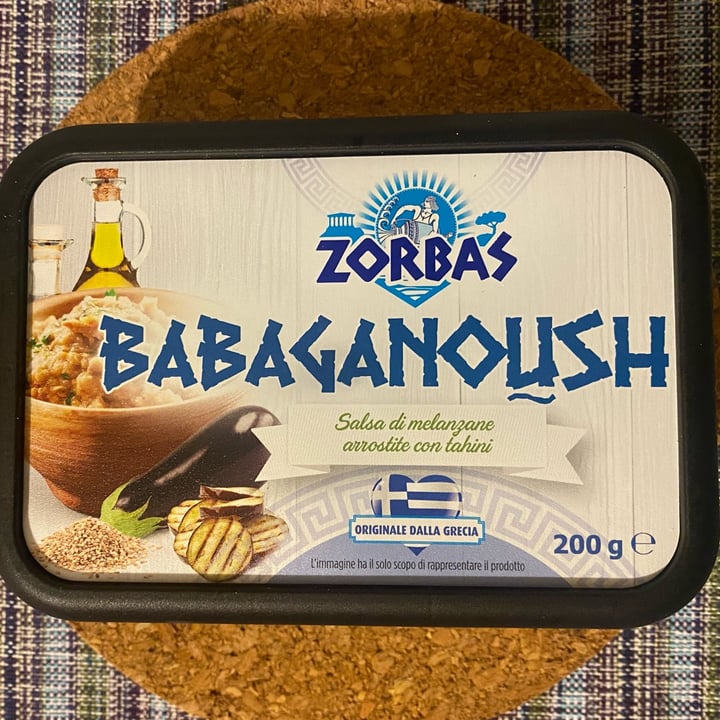 ZORBAS
BABAGANOUSH
Salsa di melanzane
arrostite con tahini
ORIGINALE DALLA GRECIA
200 g ℮
L'immagine ha il solo scopo di rappresentare il prodotto